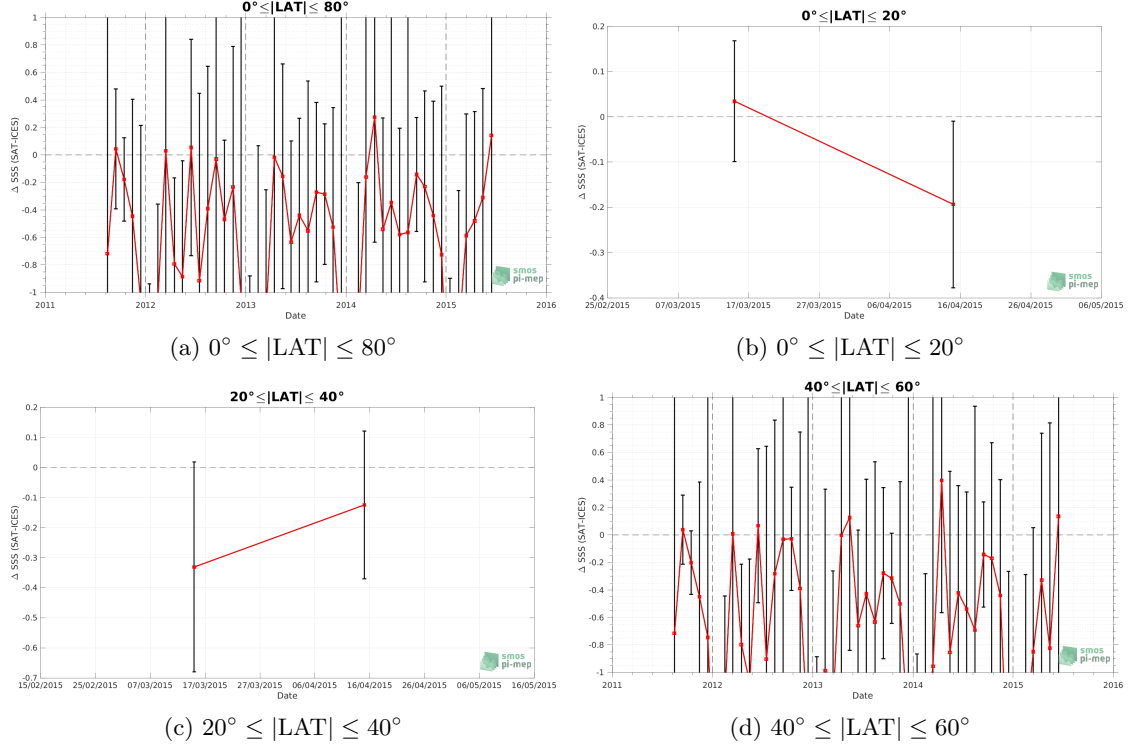 0°≤|LAT|≤ 80°
1
0.8
0.6
0.4
0.2
0
-0.2
-0.4
-0.6
-0.8
-1
Δ SSS (SAT-ICES)
2011 2012 2013 2014 2015 2016
Date
smos
pi-mep
(a) 0° ≤ |LAT| ≤ 80°
0°≤|LAT|≤ 20°
0.2
0.1
0
-0.1
-0.2
-0.3
-0.4
Δ SSS (SAT-ICES)
25/02/2015 07/03/2015 17/03/2015 27/03/2015 06/04/2015 16/04/2015 26/04/2015 06/05/2015
Date
smos
pi-mep
(b) 0° ≤ |LAT| ≤ 20°
20°≤|LAT|≤ 40°
0.2
0.1
0
-0.1
-0.2
-0.3
-0.4
-0.5
-0.6
-0.7
Δ SSS (SAT-ICES)
15/02/2015 25/02/2015 07/03/2015 17/03/2015 27/03/2015 06/04/2015 16/04/2015 26/04/2015 06/05/2015 16/05/2015
Date
smos
pi-mep
(c) 20° ≤ |LAT| ≤ 40°
40°≤|LAT|≤ 60°
1
0.8
0.6
0.4
0.2
0
-0.2
-0.4
-0.6
-0.8
-1
Δ SSS (SAT-ICES)
2011 2012 2013 2014 2015 2016
Date
smos
pi-mep
(d) 40° ≤ |LAT| ≤ 60°